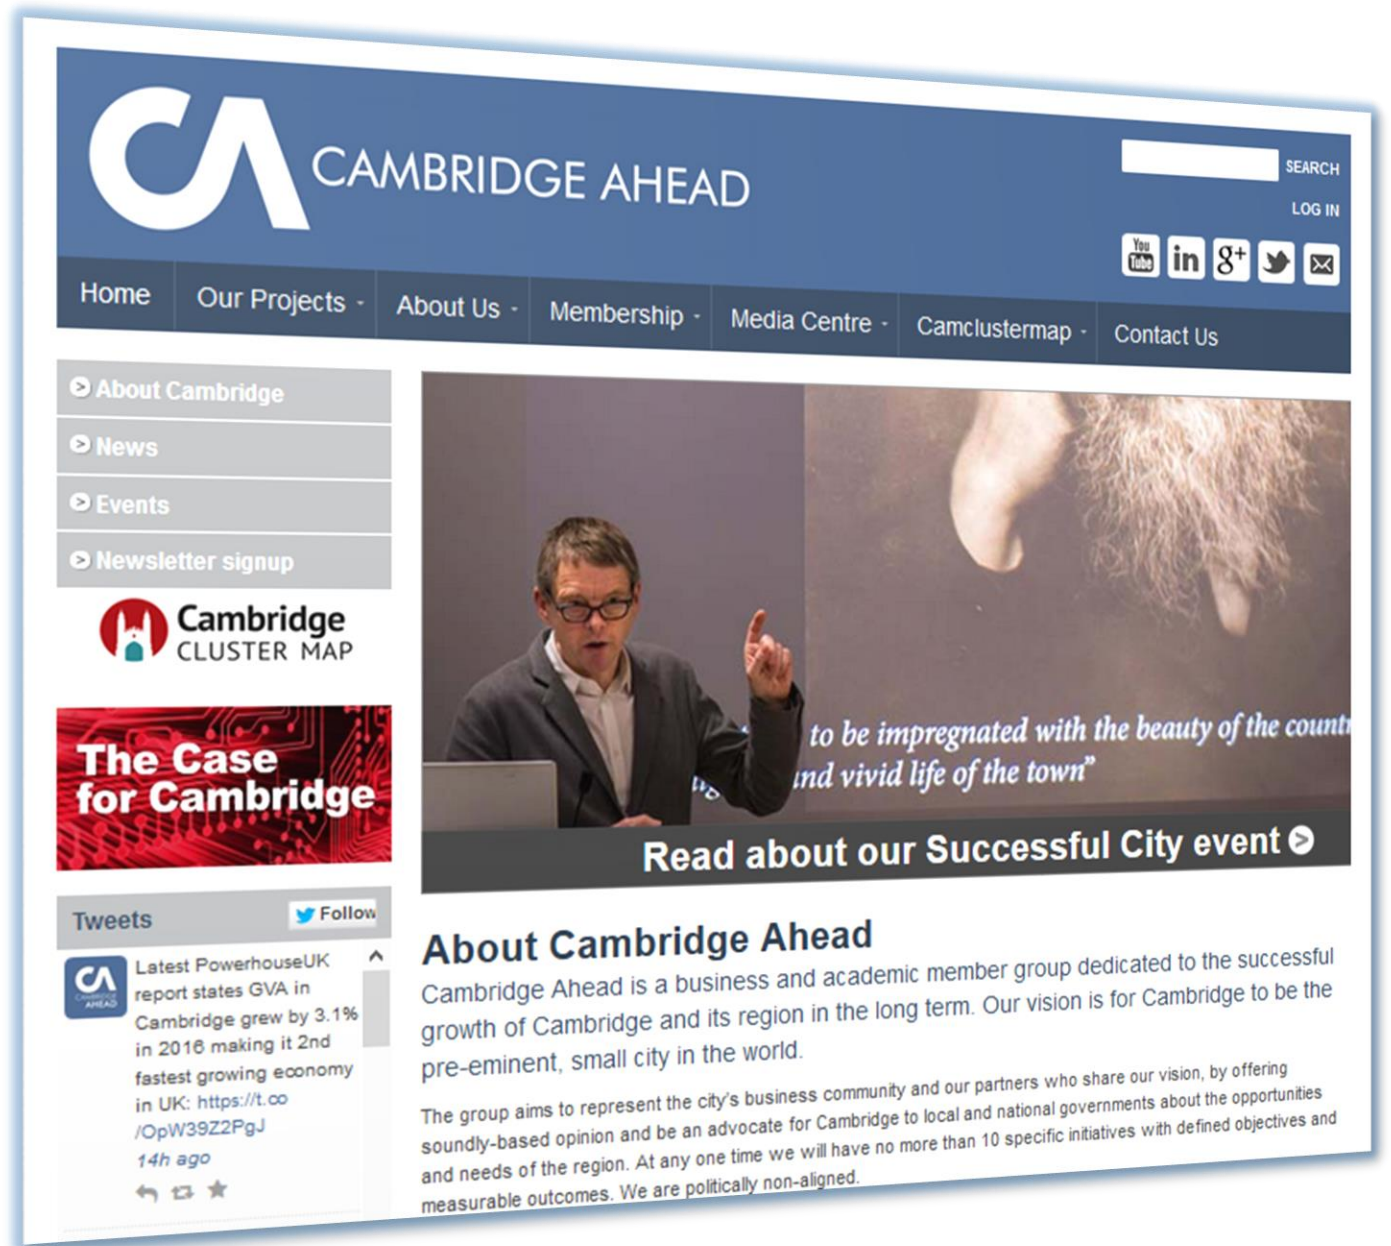 CA CAMBRIDGE AHEAD
SEARCH
LOG IN
You Tube in g+
Home Our Projects About Us Membership Media Centre Camclustermap Contact Us
About Cambridge
News
Events
Newsletter signup
Cambridge
CLUSTER MAP
The Case
for Cambridge
Tweets Follow
CA
CAMBRIDGE
AHEAD
Latest PowerhouseUK
report states GVA in
Cambridge grew by 3.1%
in 2016 making it 2nd
fastest growing economy
in UK: https://t.co
/OpW39Z2PgJ
14h ago
to be impregnated with the beauty of the
vivid life of the town”
Read about our Successful City event
About Cambridge Ahead
Cambridge Ahead is a business and academic member group dedicated to the successful
growth of Cambridge and its region in the long term. Our vision is for Cambridge to be the
pre-eminent, small city in the world.
The group aims to represent the city's business community and our partners who share our vision, by offering
soundly-based opinion and be an advocate for Cambridge to local and national governments about the opportunities
and needs of the region. At any one time we will have no more than 10 specific initiatives with defined objectives and
measurable outcomes. We are politically non-aligned.